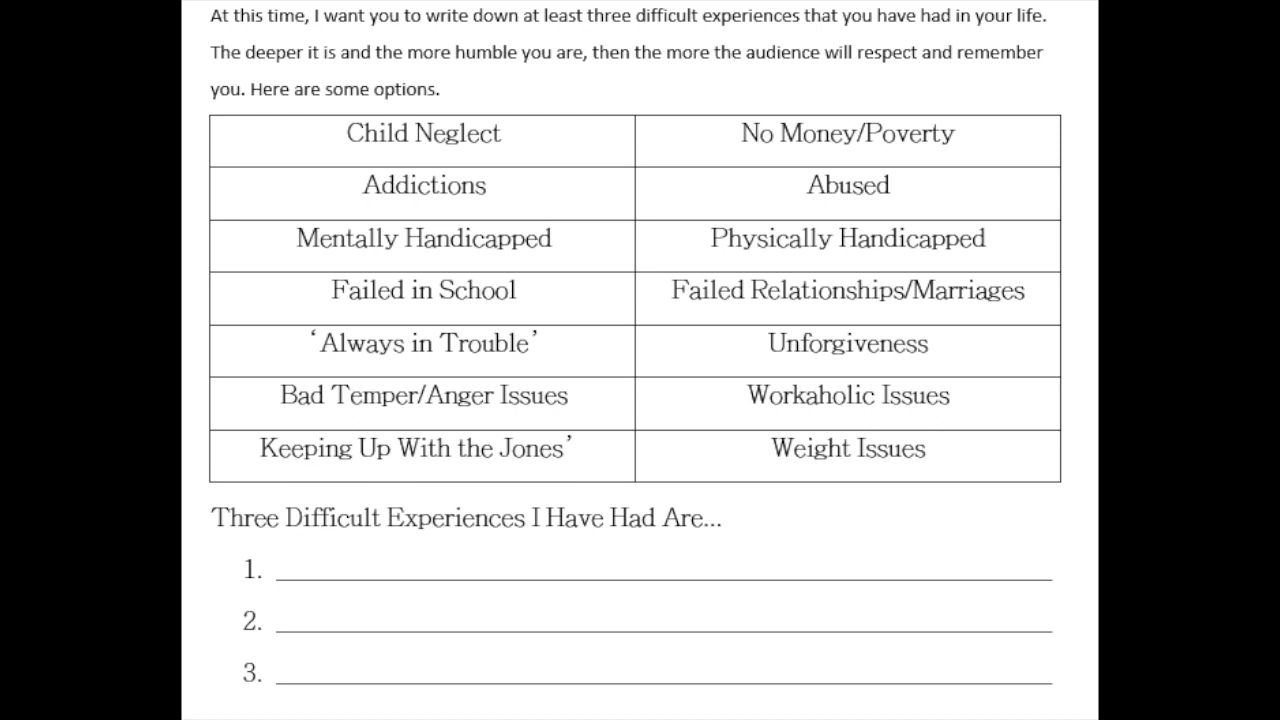 At this time, I want you to write down at least three difficult experiences that you have had in your life.
The deeper it is and the more humble you are, then the more the audience will respect and remember
you. Here are some options.
Child Neglect
No Money/Poverty
Addictions
Abused
Mentally Handicapped
Physically Handicapped
Failed in School
Failed Relationships/Marriages
‘Always in Trouble’
Unforgiveness
Bad Temper/Anger Issues
Workaholic Issues
Keeping Up With the Jones’
Weight Issues
Three Difficult Experiences I Have Had Are...
1.
2.
3.